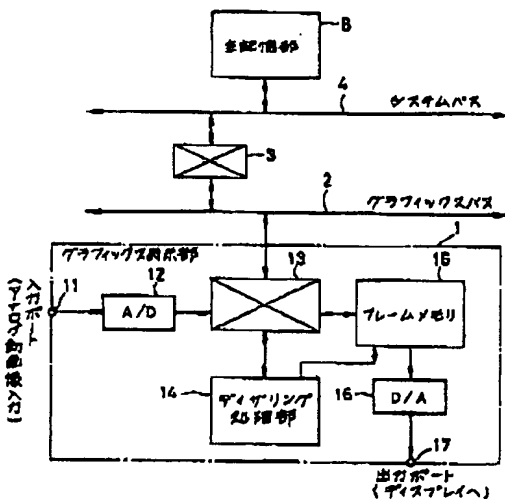 8
主記憶部
4
システムバス
3
2
グラフィックスバス
1
グラフィックス表示部
13
15
12
11
A/D
フレームメモリ
入力ポート
(アナログ動画像入力)
14
ディザリング
処理部
16
D/A
17
出力ポート
(ディスプレイへ)